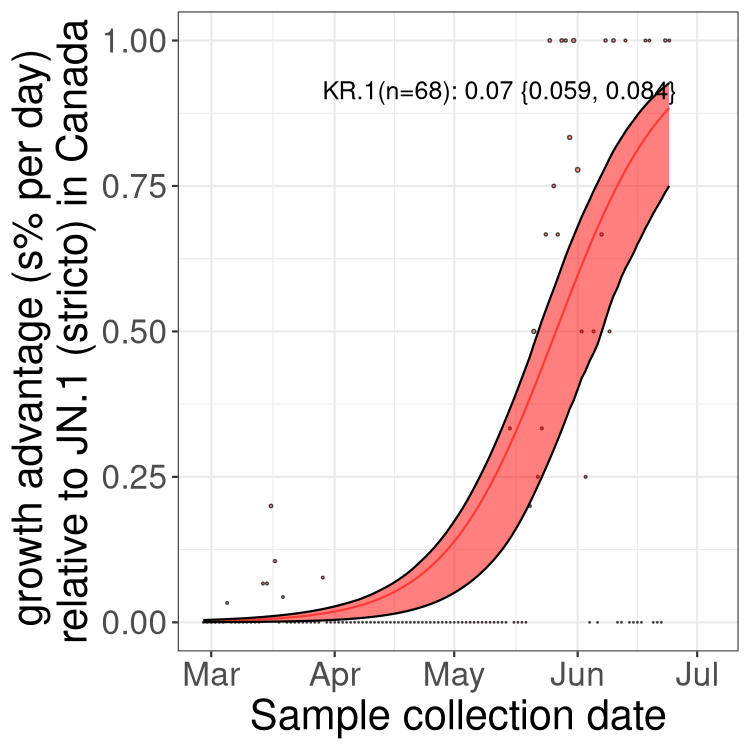 growth advantage (s% per day)
relative to JN.1 (stricto) in Canada
1.00
0.75
0.50
0.25
0.00
KR.1(n=68): 0.07 {0.059, 0.084}
Mar Apr May Jun Jul
Sample collection date